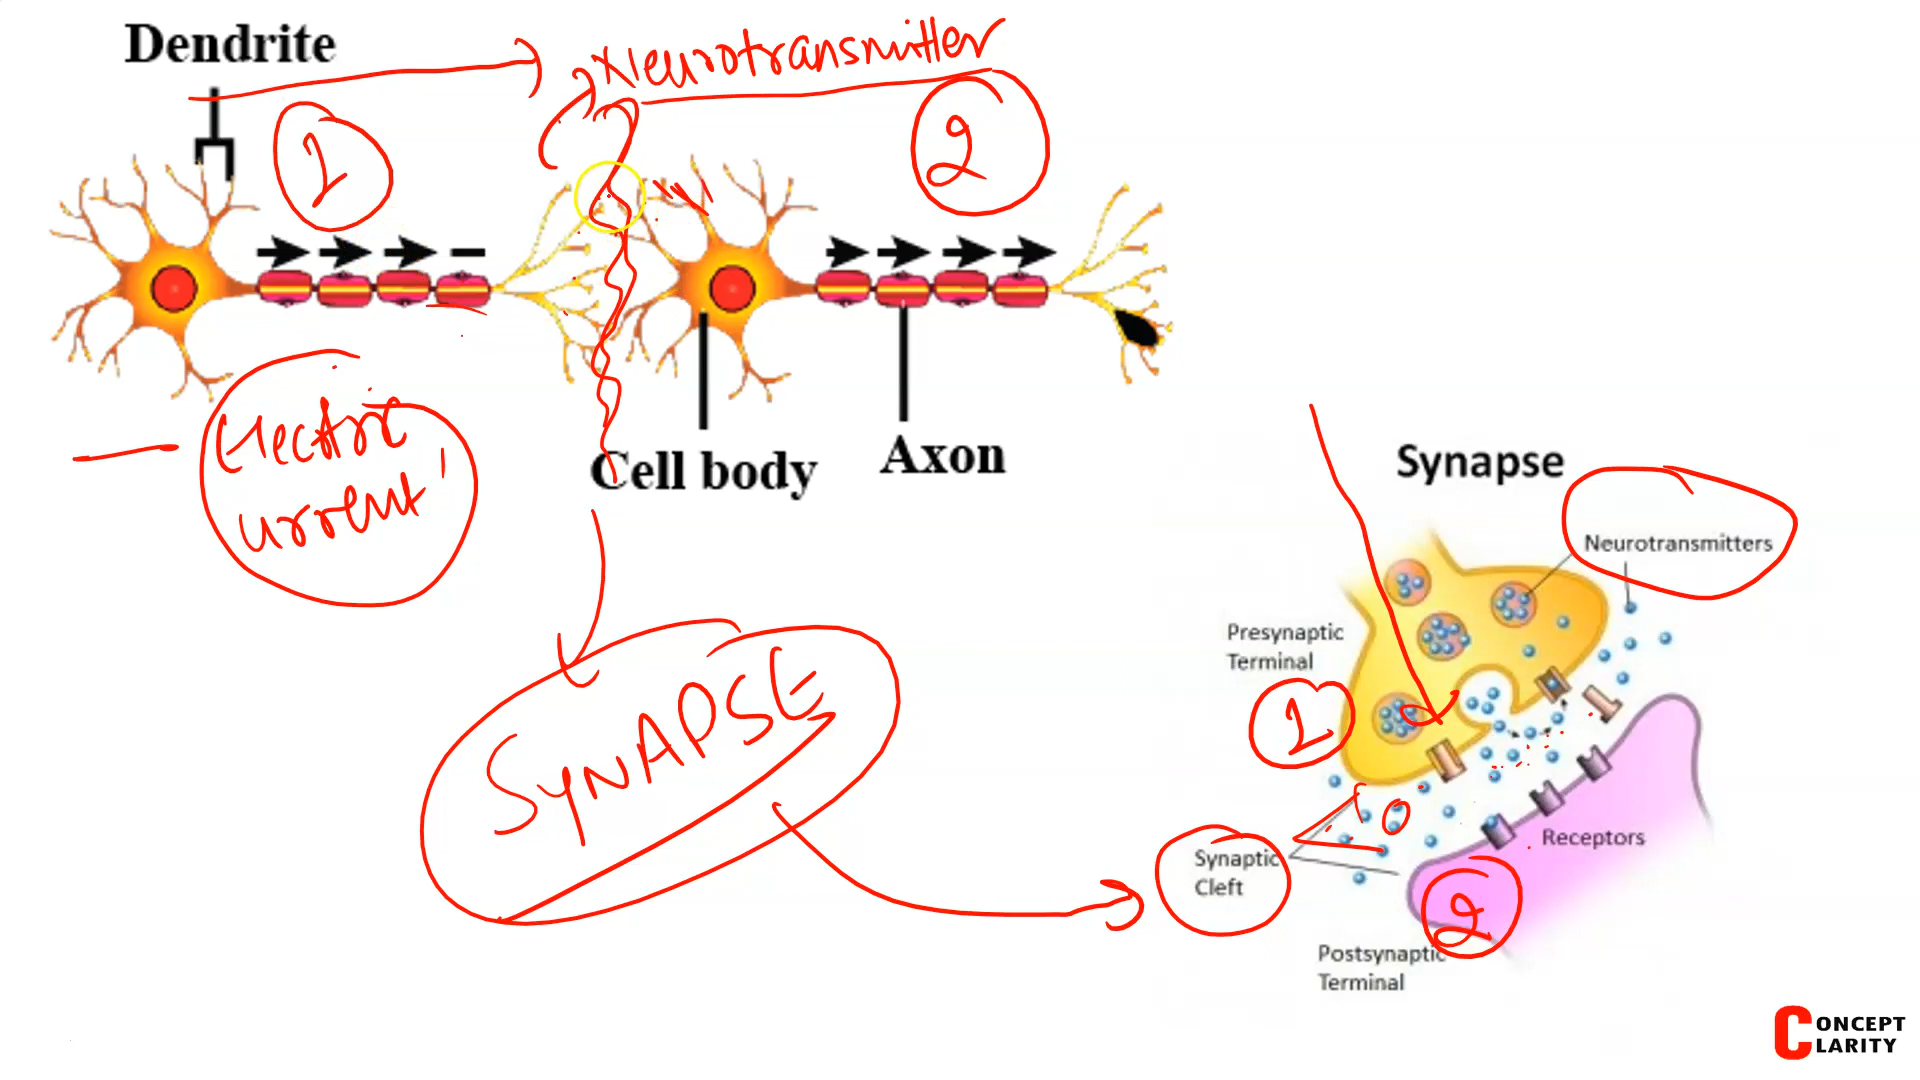 Dendrite
Neurotransmitter
1
2
Electric
urrent
Cell body
Axon
SYNAPSE
Synapse
Neurotransmitters
Presynaptic
Terminal
1
Synaptic
Cleft
Receptors
2
Postsynaptic
Terminal
CONCEPT
CLARITY